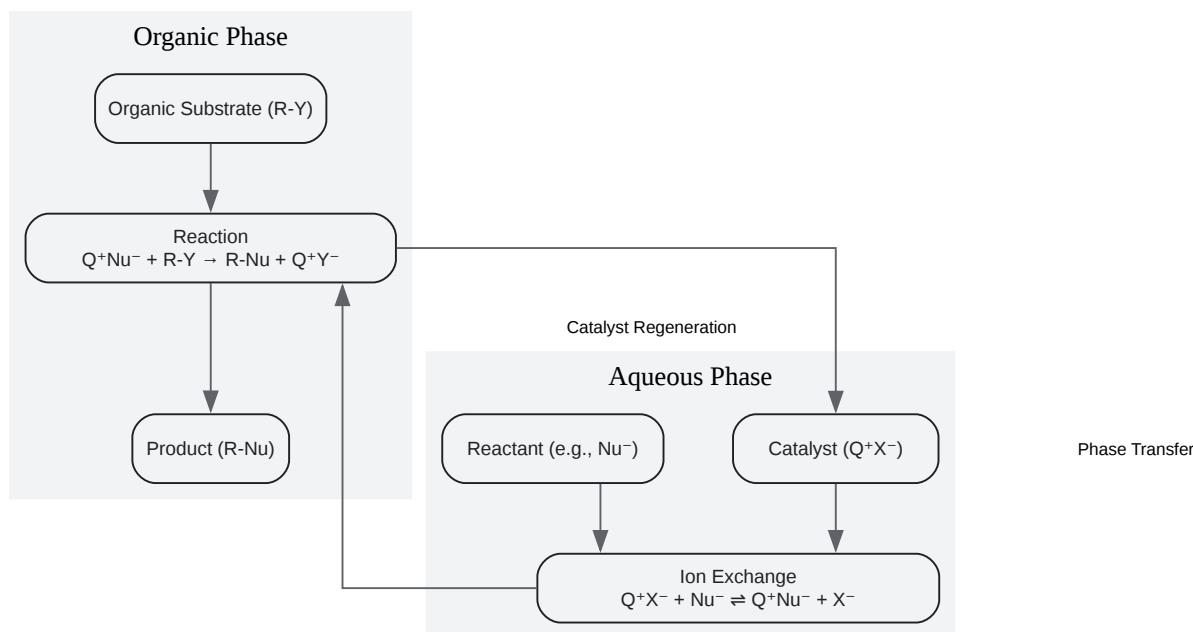 Organic Phase
Organic Substrate (R-Y)
Reaction
Q⁺Nu⁻ + R-Y → R-Nu + Q⁺Y⁻
Product (R-Nu)
Catalyst Regeneration
Aqueous Phase
Reactant (e.g., Nu⁻)
Catalyst (Q⁺X⁻)
Phase Transfer
Ion Exchange
Q⁺X⁻ + Nu⁻ ⇌ Q⁺Nu⁻ + X⁻